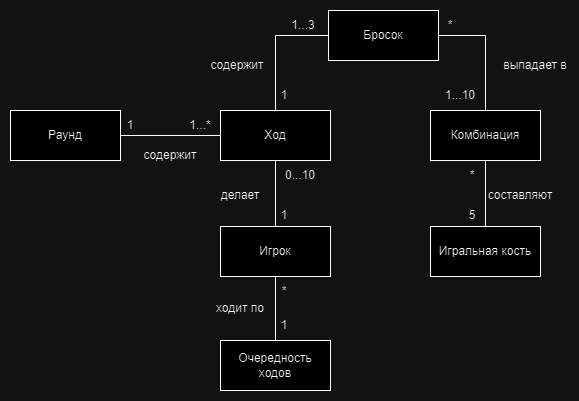 1...3
Бросок
*
содержит
выпадает в
1
1...10
Раунд
1
1...*
Ход
Комбинация
содержит
0...10
*
делает
составляют
1
5
Игрок
Игральная кость
*
ходит по
1
Очередность
ходов